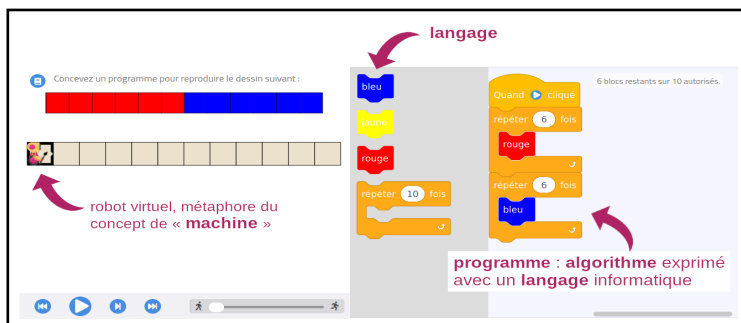 langage
Concevez un programme pour reproduire le dessin suivant :
bleu
jaune
rouge
répéter 10 fois
Quand cliqué
répéter 6 fois
rouge
répéter 6 fois
bleu
6 blocs restants sur 10 autorisés.
robot virtuel, métaphore du
concept de « machine »
programme : algorithme exprimé
avec un langage informatique